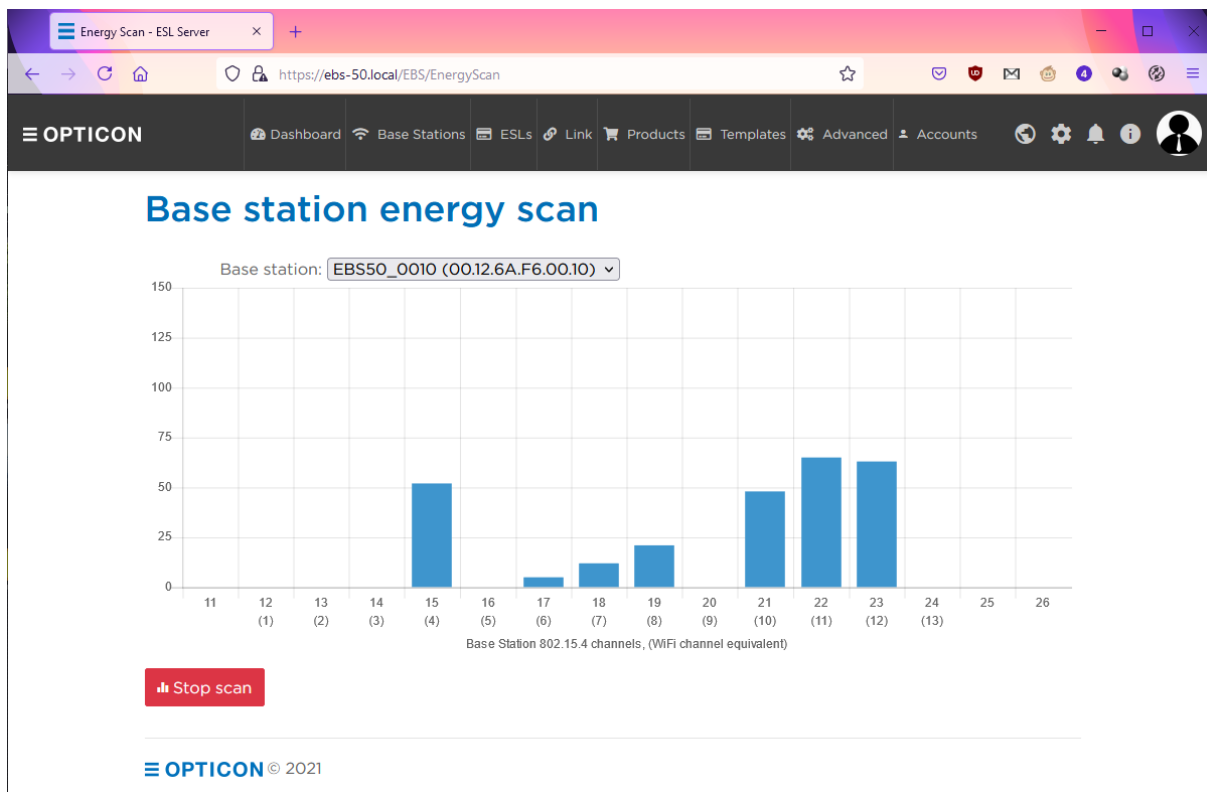 Energy Scan - ESL Server
https://ebs-50.local/EBS/EnergyScan
4
OPTICON Dashboard Base Stations ESLs Link Products Templates Advanced Accounts
Base station energy scan
Base station: EBS50_0010 (00.12.6A.F6.00.10)
150
125
100
75
50
25
0
11 12 13 14 15 16 17 18 19 20 21 22 23 24 25 26
(1) (2) (3) (4) (5) (6) (7) (8) (9) (10) (11) (12) (13)
Base Station 802.15.4 channels, (WiFi channel equivalent)
Stop scan
OPTICON © 2021